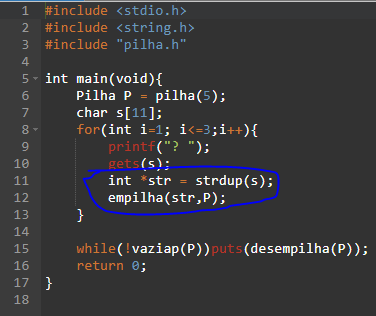 1 #include <stdio.h>
2 #include <string.h>
3 #include "pilha.h"
4
5 int main(void){
6 Pilha P = pilha(5);
7 char s[11];
8 for(int i=1; i<=3;i++){
9 printf("? ");
10 gets(s);
11 int *str = strdup(s);
12 empilha(str,P);
13 }
14
15 while(!vaziap(P))puts(desempilha(P));
16 return 0;
17 }
18